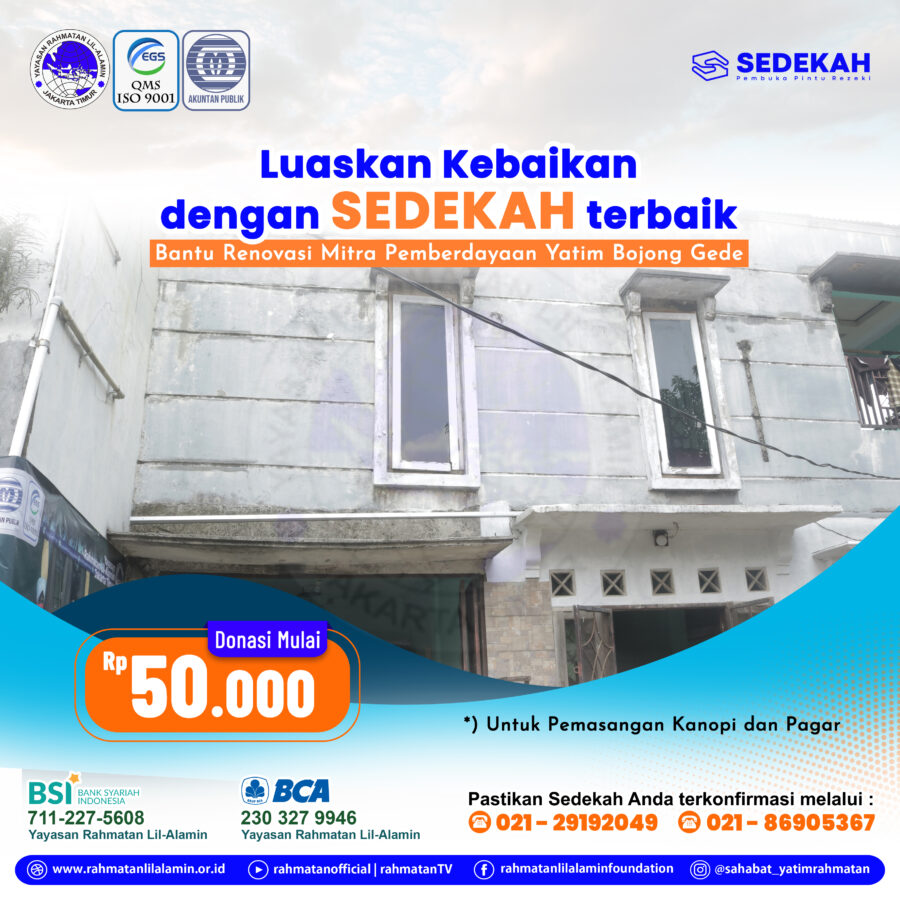 YAYASAN RAHMATAN LIL-ALAMIN
JAKARTA TIMUR
EGS
QMS
ISO 9001
AKUNTAN PUBLIK
SEDEKAH
Pembuka Pintu Rezeki
Luaskan Kebaikan
dengan SEDEKAH terbaik
Bantu Renovasi Mitra Pemberdayaan Yatim Bojong Gede
Donasi Mulai
Rp 50.000
*) Untuk Pemasangan Kanopi dan Pagar
BSI BANK SYARIAH INDONESIA
711-227-5608
Yayasan Rahmatan Lil-Alamin
BCA
230 327 9946
Yayasan Rahmatan Lil-Alamin
Pastikan Sedekah Anda terkonfirmasi melalui :
021 – 29192049 021 – 86905367
www.rahmatanlilalamin.or.id rahmatanofficial | rahmatanTV rahmatanlilalaminfoundation @sahabat_yatimrahmatan